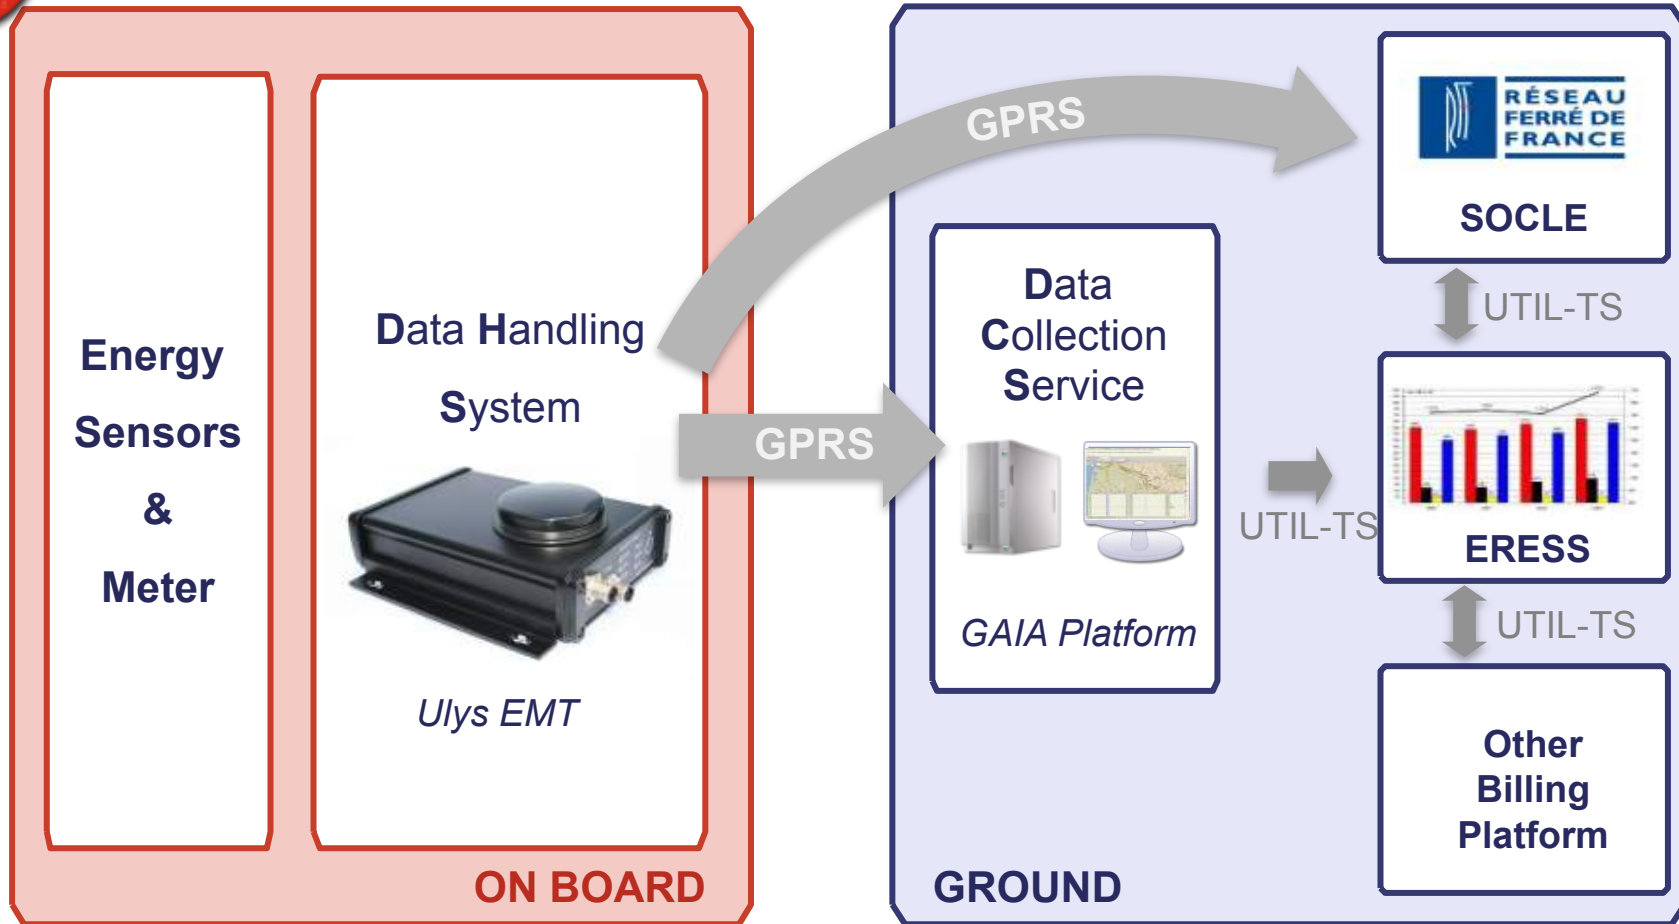 Energy
Sensors
&
Meter
Data Handling
System
Ulys EMT
ON BOARD
GPRS
GPRS
Data
Collection
Service
GAIA Platform
UTIL-TS
RÉSEAU
FERRÉ DE
FRANCE
SOCLE
UTIL-TS
ERESS
UTIL-TS
Other
Billing
Platform
GROUND